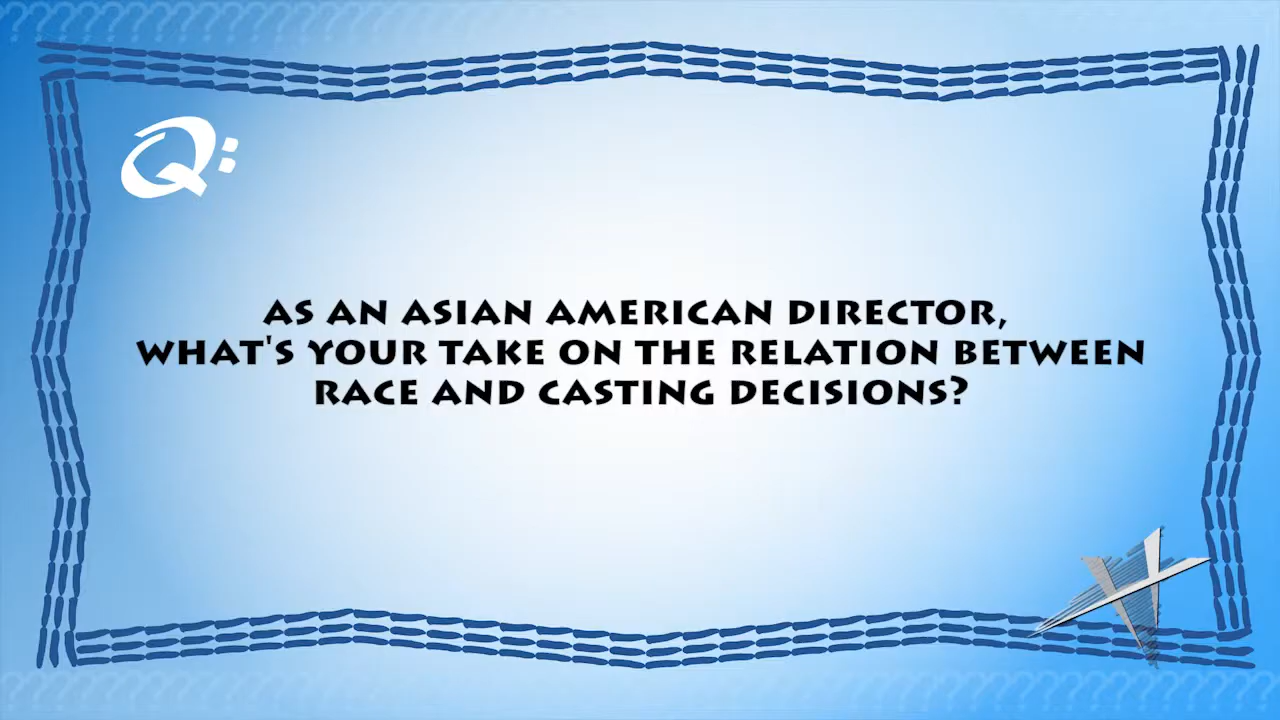 Q:
AS AN ASIAN AMERICAN DIRECTOR,
WHAT'S YOUR TAKE ON THE RELATION BETWEEN
RACE AND CASTING DECISIONS?